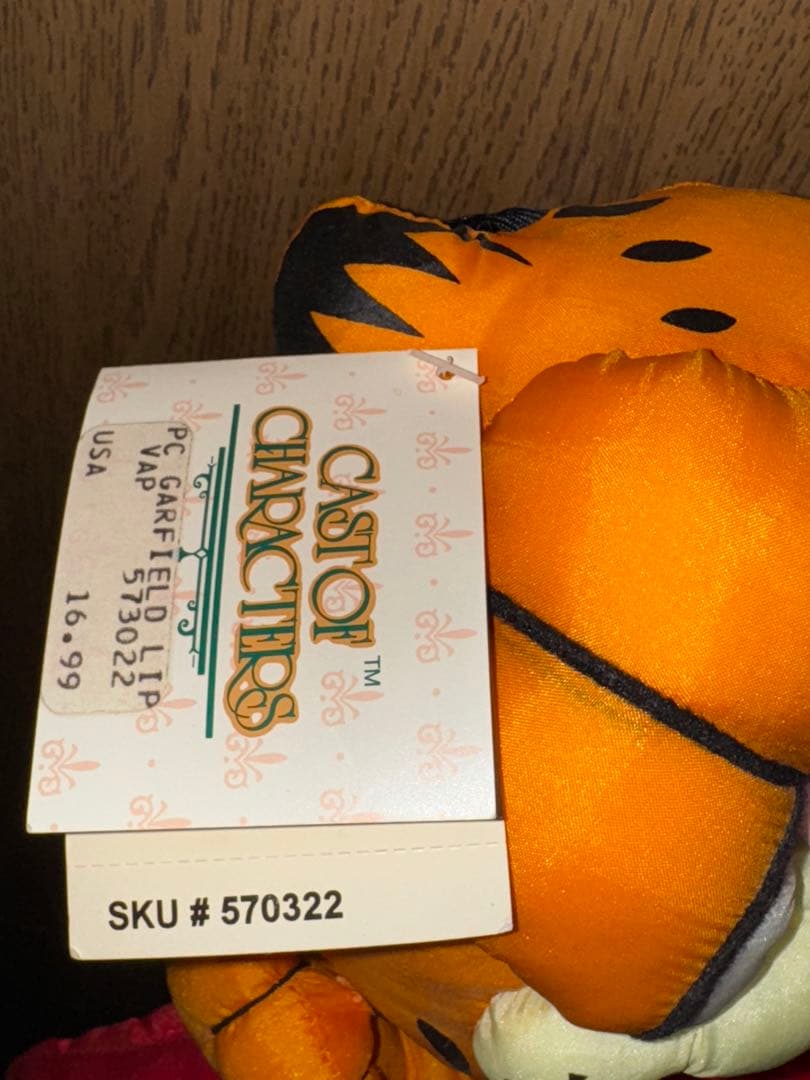 CAST OF
CHARACTERS™
PC GARFIELD LIP
VAP 573022
USA 16.99
SKU # 570322